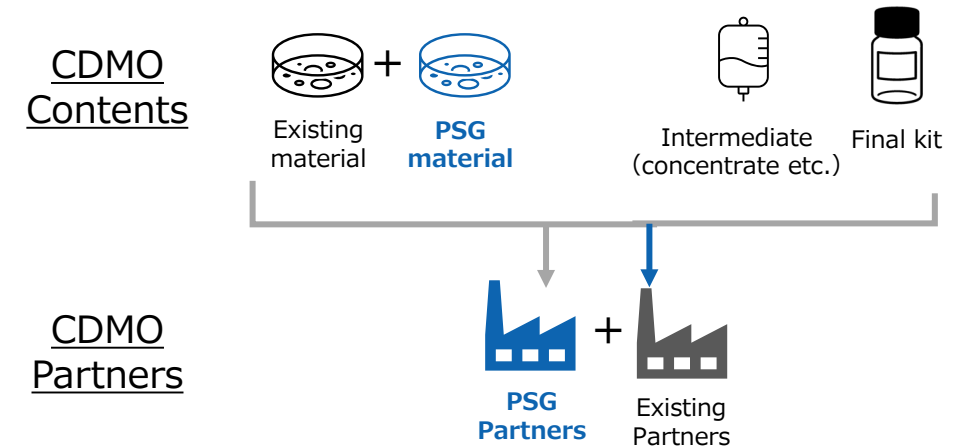 CDMO
Contents
+
Existing
material
PSG
material
Intermediate
(concentrate etc.)
Final kit
CDMO
Partners
+
PSG
Partners
Existing
Partners